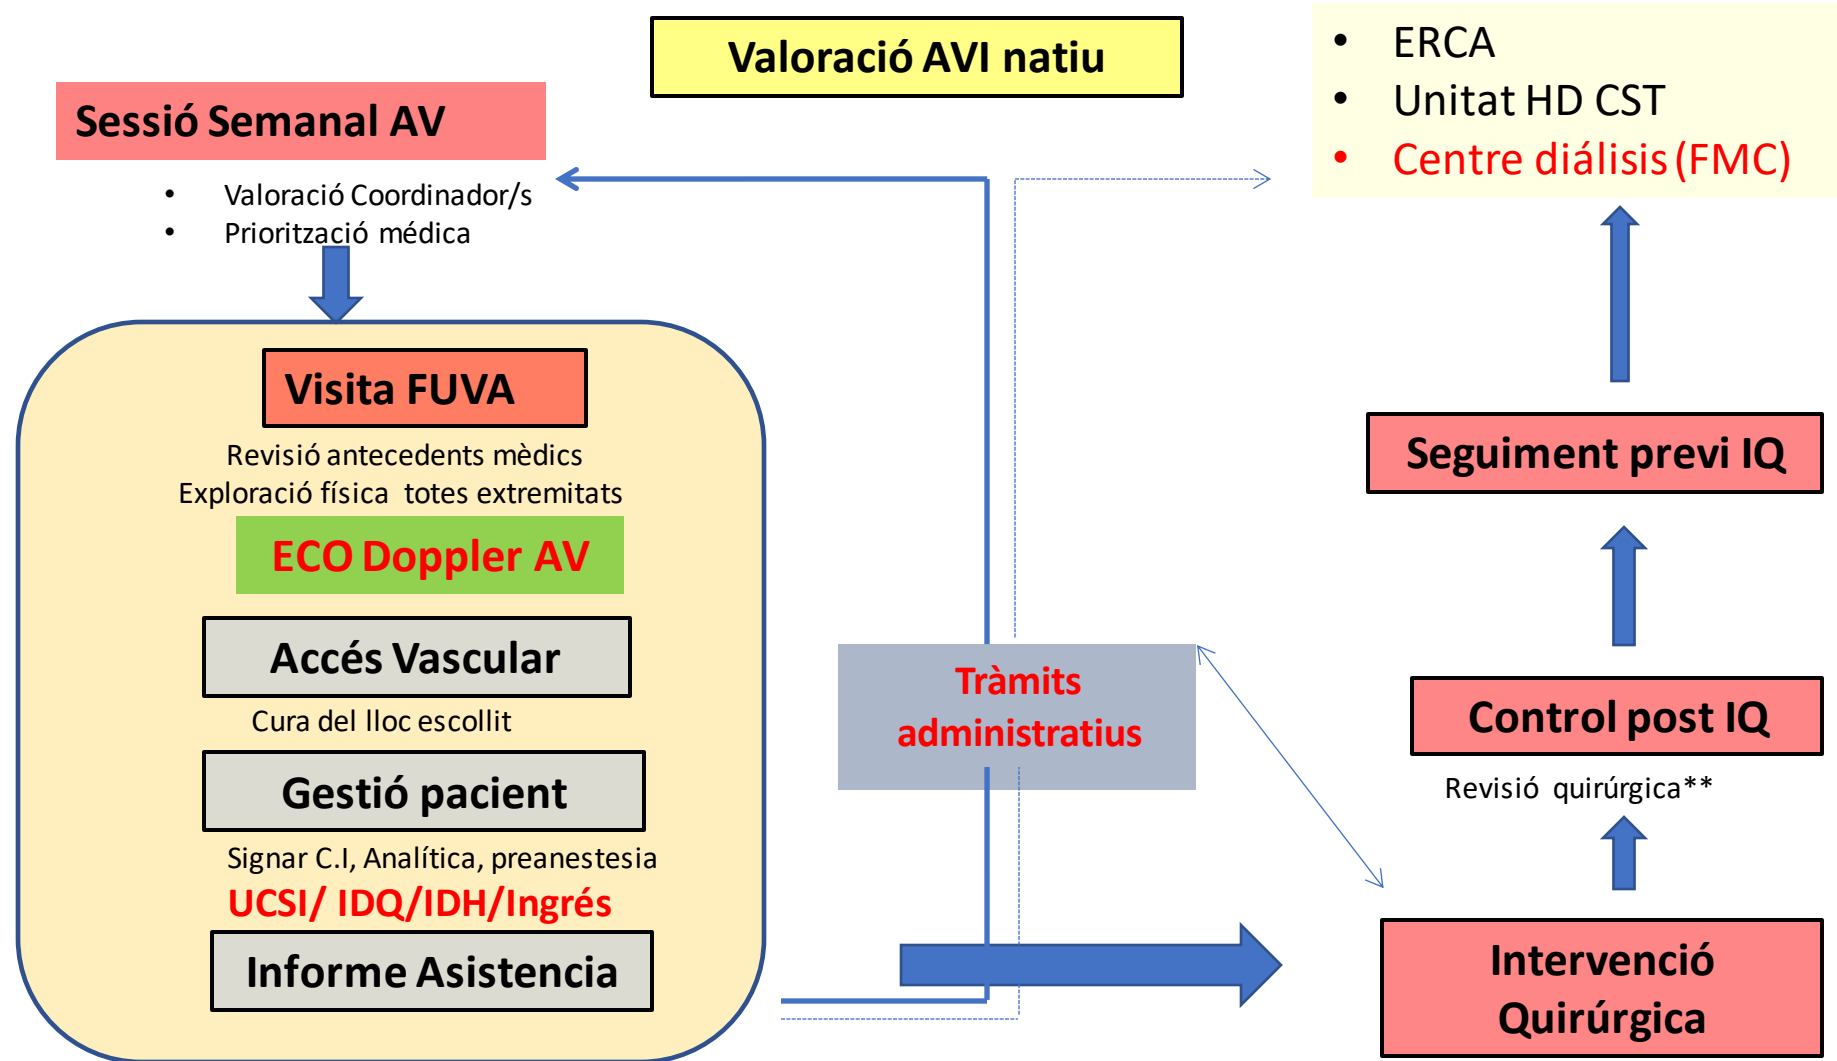 Valoració AVI natiu
Sessió Semanal AV
• Valoració Coordinador/s
• Priorització médica
Visita FUVA
Revisió antecedents mèdics
Exploració física totes extremitats
ECO Doppler AV
Accés Vascular
Cura del lloc escollit
Gestió pacient
Signar C.I, Analítica, preanestesia
UCSI/ IDQ/IDH/Ingrés
Informe Asistencia
Tràmits
administratius
• ERCA
• Unitat HD CST
• Centre diálisis (FMC)
Seguiment previ IQ
Control post IQ
Revisió quirúrgica**
Intervenció
Quirúrgica